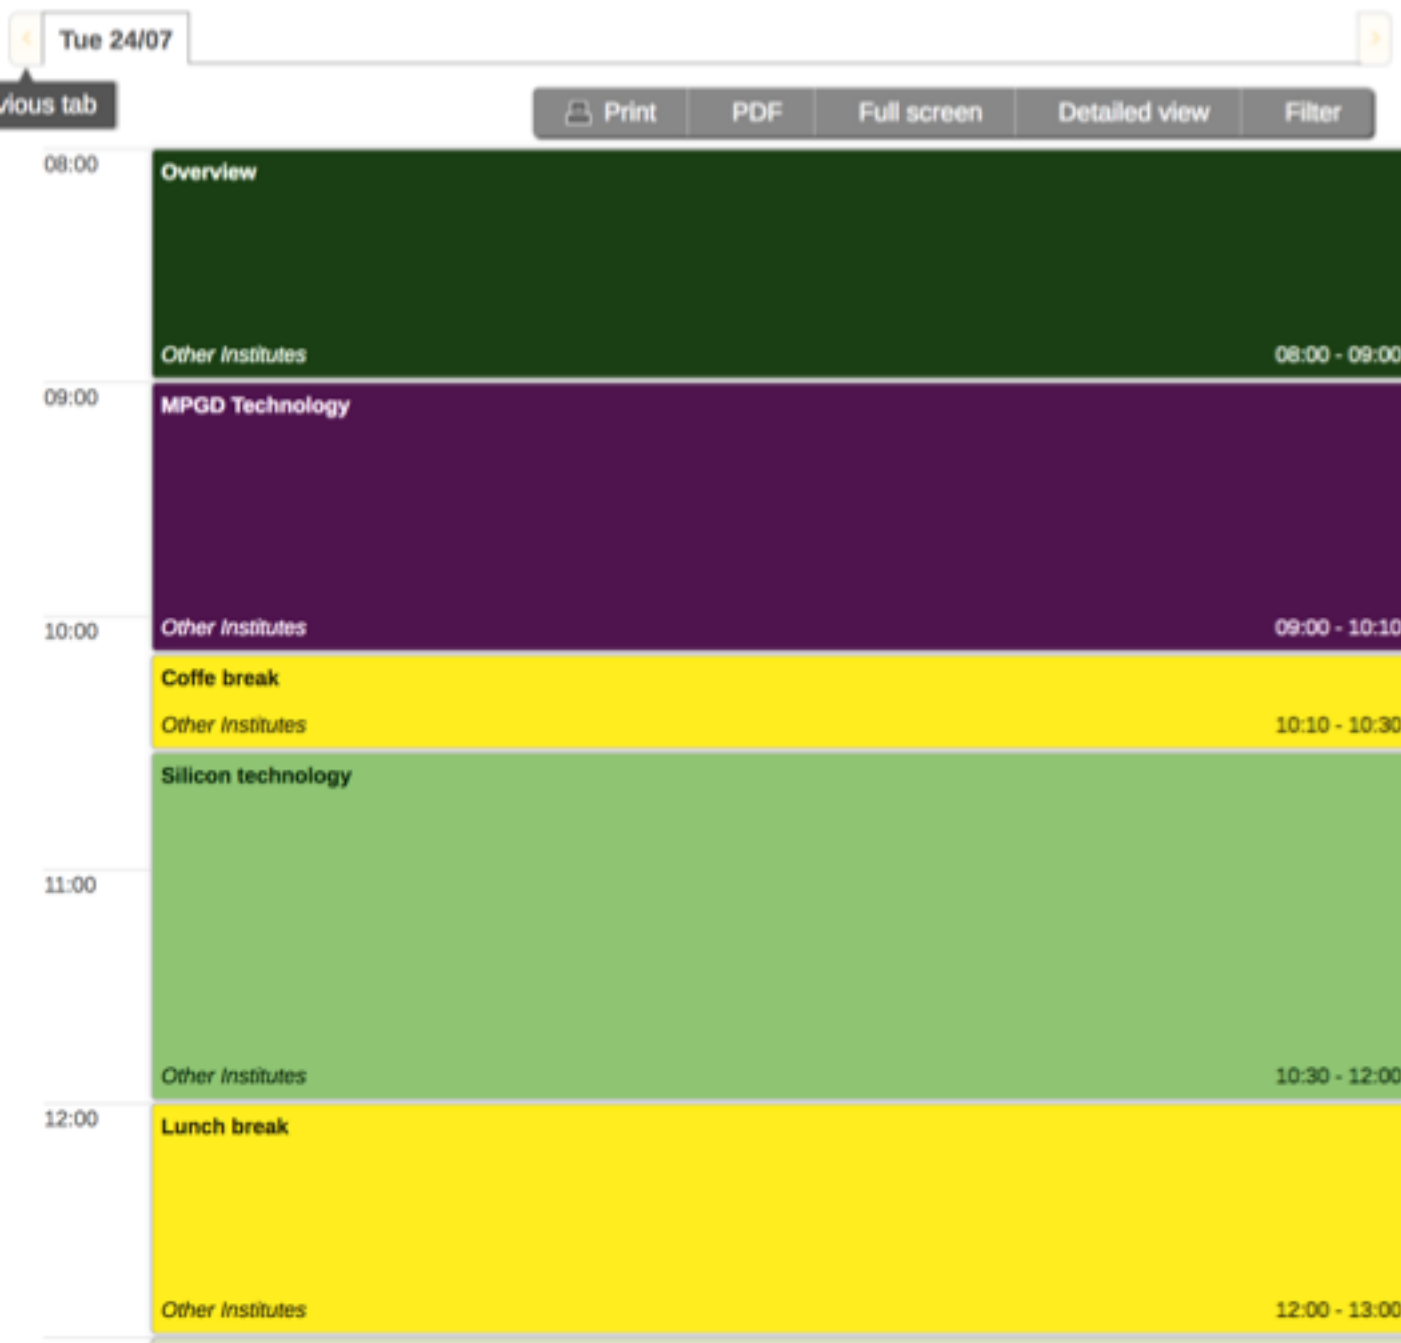 Tue 24/07
vious tab
Print PDF Full screen Detailed view Filter
08:00
Overview
Other Institutes 08:00 - 09:00
09:00
MPGD Technology
10:00
Other Institutes 09:00 - 10:10
Coffe break
Other Institutes 10:10 - 10:30
Silicon technology
11:00
Other Institutes 10:30 - 12:00
12:00
Lunch break
Other Institutes 12:00 - 13:00